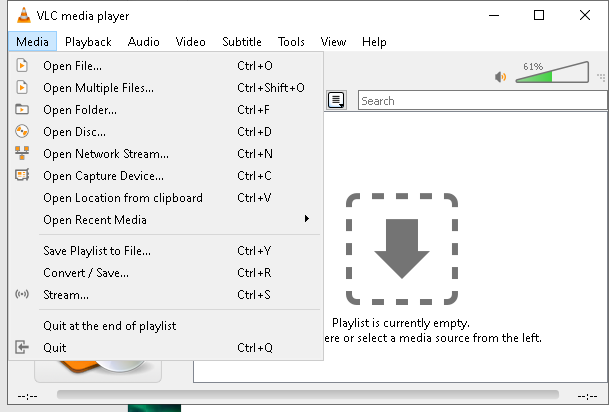 VLC media player
Media Playback Audio Video Subtitle Tools View Help
Open File... Ctrl+O
61%
Open Multiple Files... Ctrl+Shift+O
Search
Open Folder... Ctrl+F
Open Disc... Ctrl+D
Open Network Stream... Ctrl+N
Open Capture Device... Ctrl+C
Open Location from clipboard Ctrl+V
Open Recent Media
Save Playlist to File... Ctrl+Y
Convert / Save... Ctrl+R
Stream... Ctrl+S
Quit at the end of playlist
Quit Ctrl+Q
Playlist is currently empty.
ere or select a media source from the left.
--:-- --:--